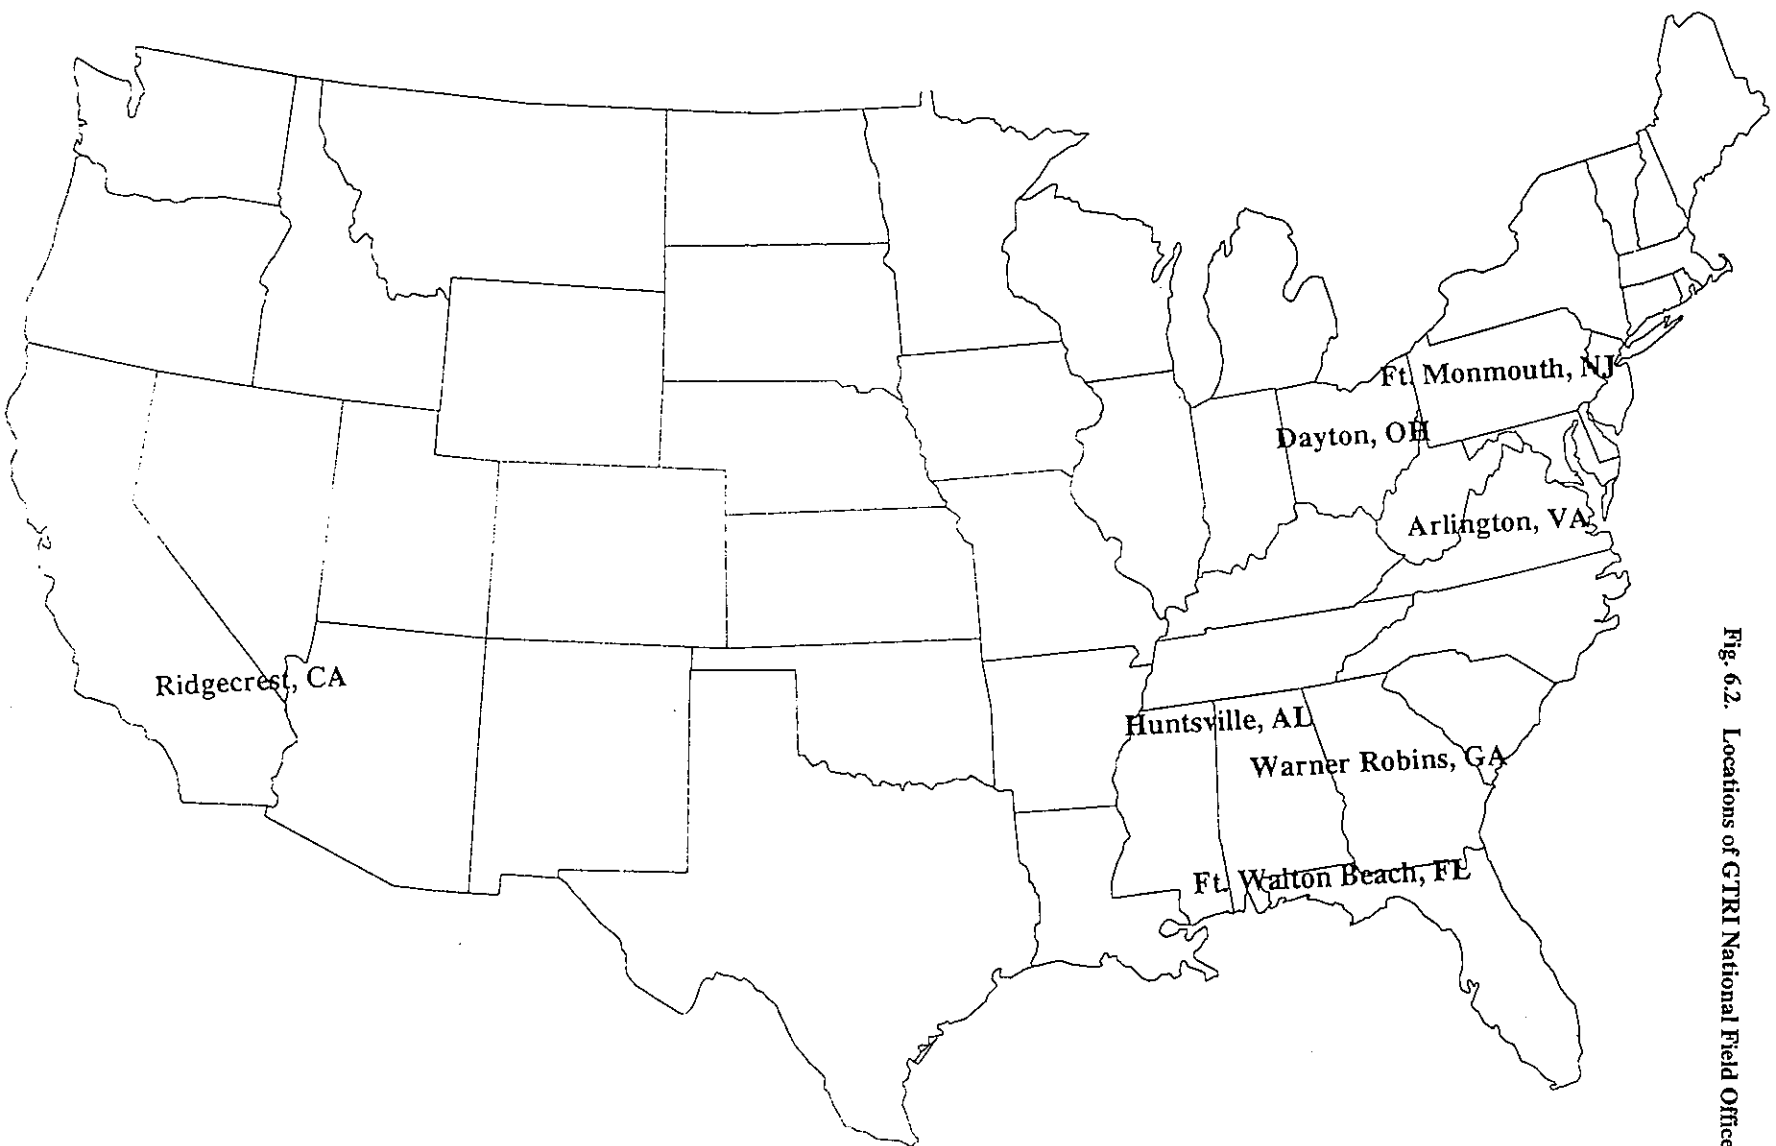 Ft. Monmouth, NJ
Dayton, OH
Arlington, VA
Ridgecrest, CA
Huntsville, AL
Warner Robins, GA
Ft. Walton Beach, FL
Fig. 6.2. Locations of GTRI National Field Office